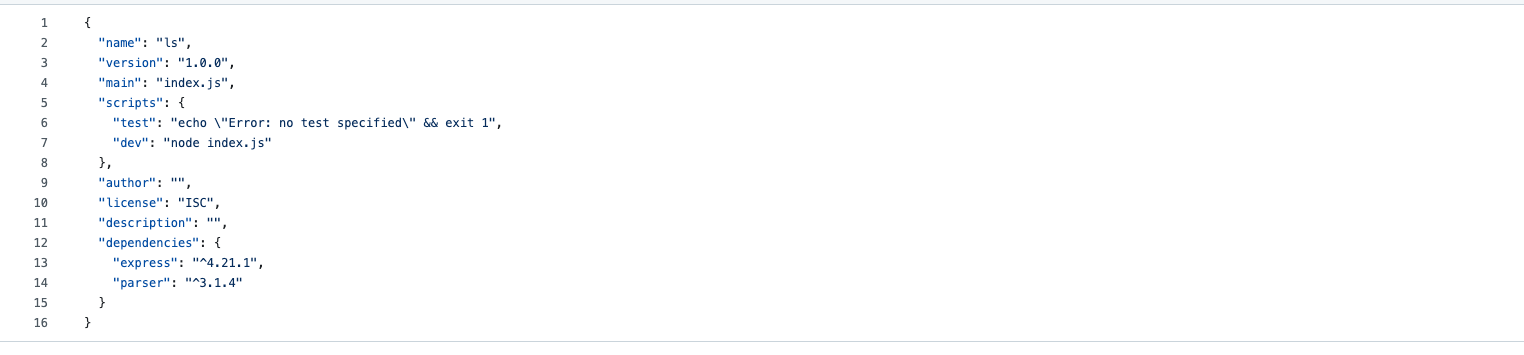 1 {
2   "name": "ls",
3   "version": "1.0.0",
4   "main": "index.js",
5   "scripts": {
6     "test": "echo \"Error: no test specified\" && exit 1",
7     "dev": "node index.js"
8   },
9   "author": "",
10   "license": "ISC",
11   "description": "",
12   "dependencies": {
13     "express": "^4.21.1",
14     "parser": "^3.1.4"
15   }
16 }